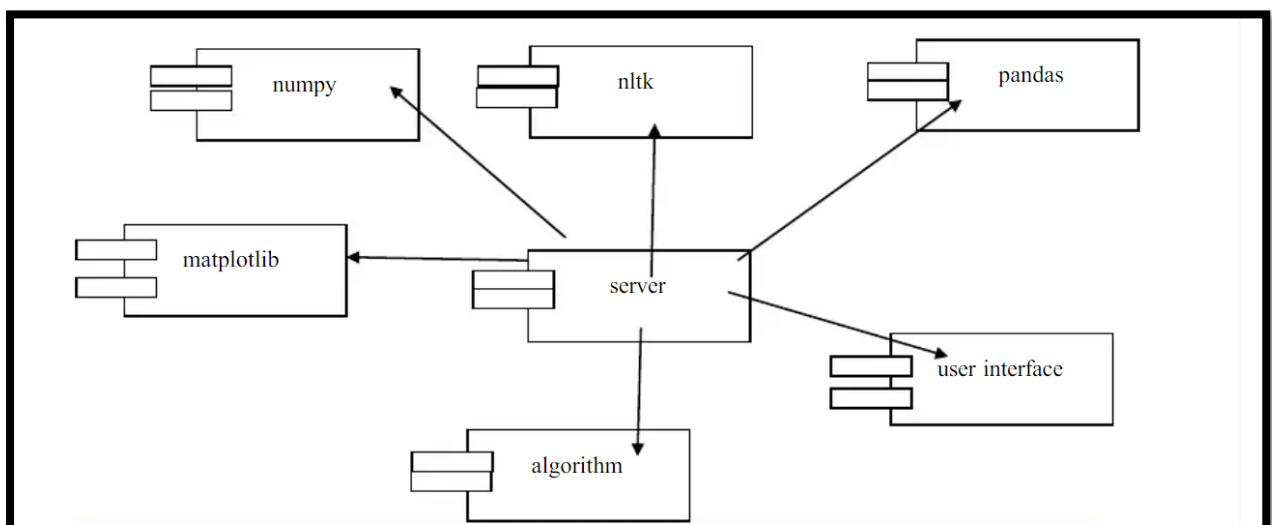 numpy
nltk
pandas
matplotlib
server
user interface
algorithm